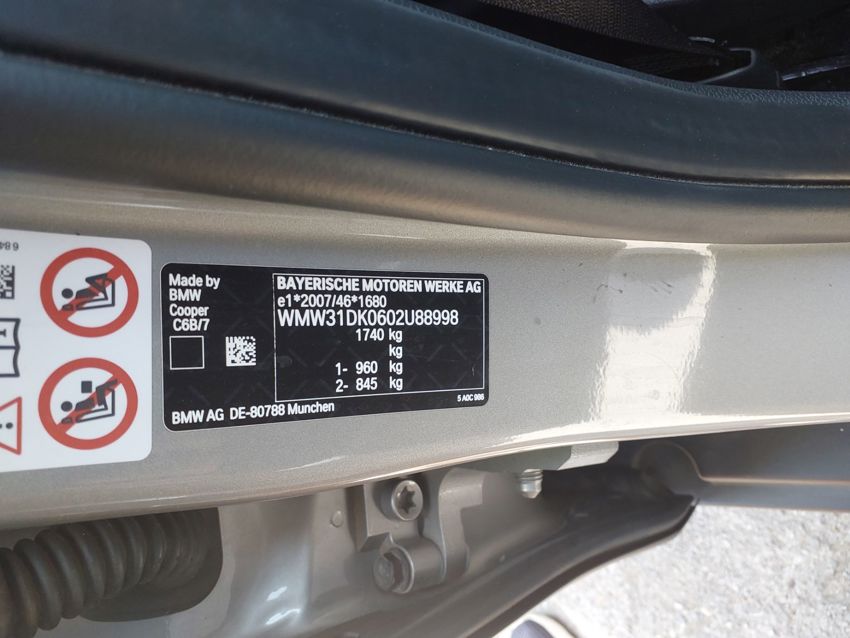 684
Made by
BMW
Cooper
C6B/7
BAYERISCHE MOTOREN WERKE AG
e1*2007/46*1680
WMW31DK0602U88998
1740 kg
kg
1- 960 kg
2- 845 kg
5 A0C 986
BMW AG DE-80788 Munchen